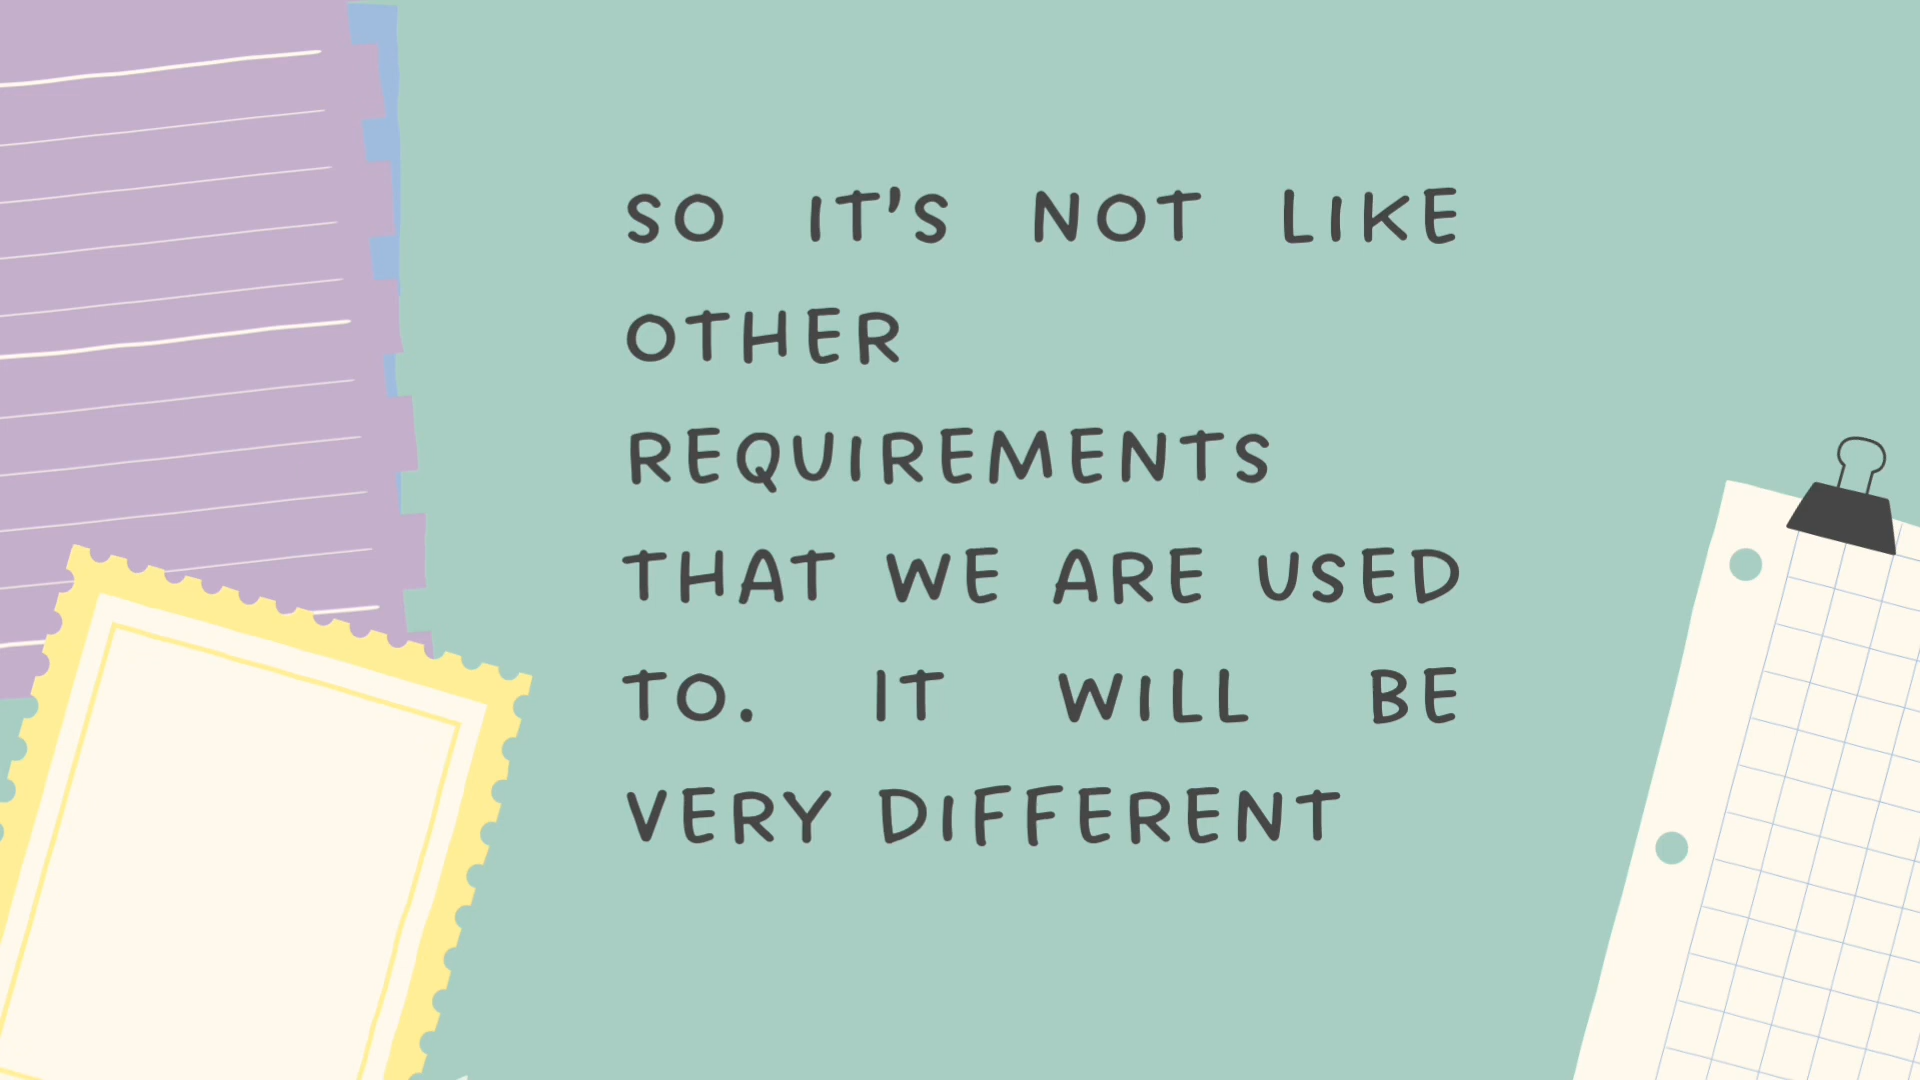 SO IT'S NOT LIKE
OTHER
REQUIREMENTS
THAT WE ARE USED
TO. IT WILL BE
VERY DIFFERENT